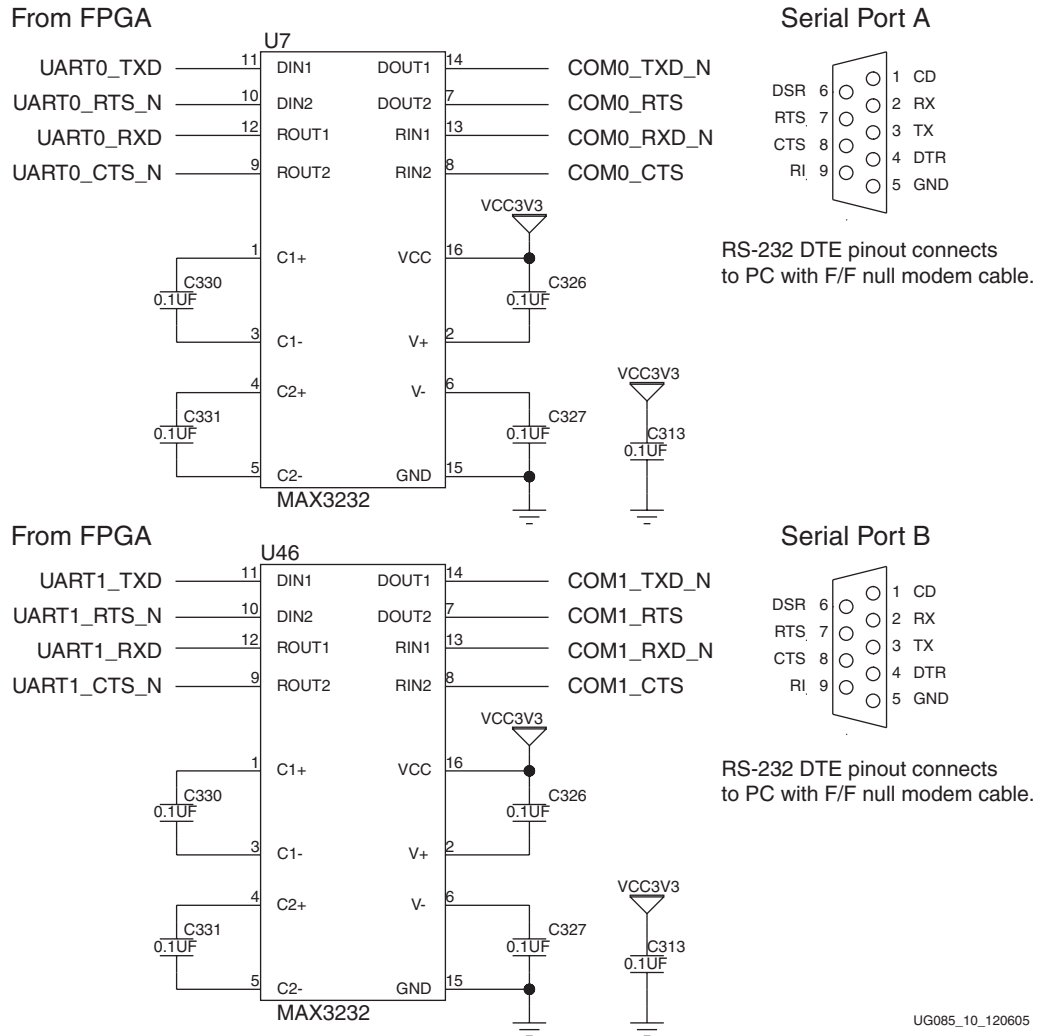 From FPGA
Serial Port A
U7
UART0_TXD 11 DIN1 DOUT1 14 COM0_TXD_N
UART0_RTS_N 10 DIN2 DOUT2 7 COM0_RTS
UART0_RXD 12 ROUT1 RIN1 13 COM0_RXD_N
UART0_CTS_N 9 ROUT2 RIN2 8 COM0_CTS
1 CD
DSR 6
2 RX
RTS 7
3 TX
CTS 8
4 DTR
RI 9
5 GND
VCC3V3
RS-232 DTE pinout connects
to PC with F/F null modem cable.
1 C1+ VCC 16
C330
0.1UF
C326
0.1UF
3 C1- V+ 2
4 C2+ V- 6
VCC3V3
C331
0.1UF
C327
0.1UF
C313
0.1UF
5 C2- GND 15
MAX3232
From FPGA
Serial Port B
U46
UART1_TXD 11 DIN1 DOUT1 14 COM1_TXD_N
UART1_RTS_N 10 DIN2 DOUT2 7 COM1_RTS
UART1_RXD 12 ROUT1 RIN1 13 COM1_RXD_N
UART1_CTS_N 9 ROUT2 RIN2 8 COM1_CTS
1 CD
DSR 6
2 RX
RTS 7
3 TX
CTS 8
4 DTR
RI 9
5 GND
VCC3V3
RS-232 DTE pinout connects
to PC with F/F null modem cable.
1 C1+ VCC 16
C330
0.1UF
C326
0.1UF
3 C1- V+ 2
4 C2+ V- 6
VCC3V3
C331
0.1UF
C327
0.1UF
C313
0.1UF
5 C2- GND 15
MAX3232
UG085_10_120605